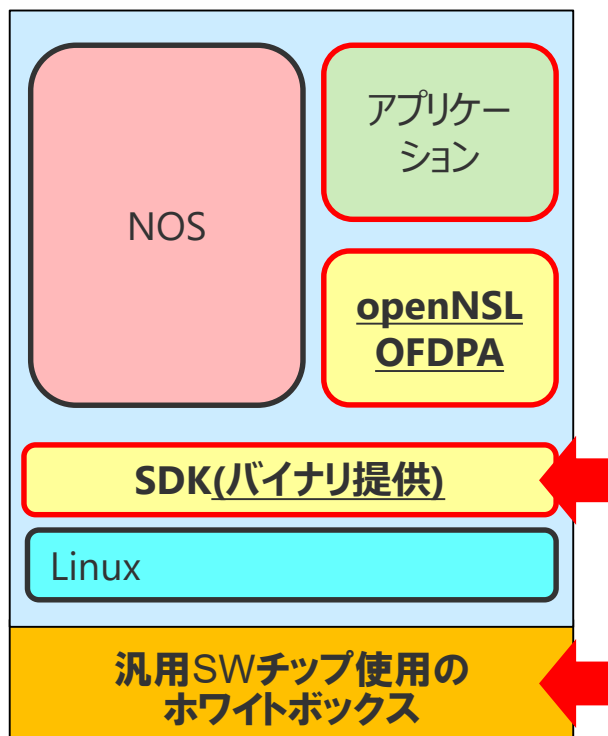 NOS
アプリケー
ション
openNSL
OFDPA
SDK(バイナリ提供)
Linux
汎用SWチップ使用の
ホワイトボックス